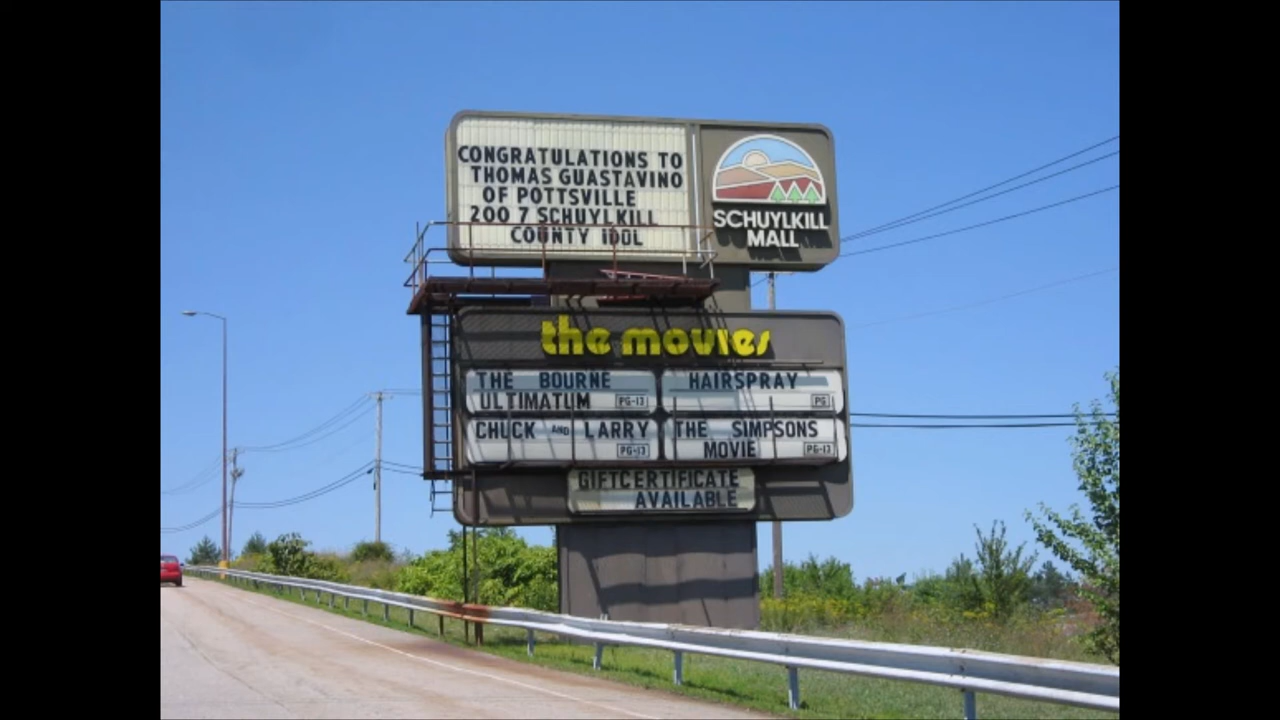 CONGRATULATIONS TO
THOMAS GUASTAVINO
OF POTTSVILLE
200 7 SCHUYLKILL
COUNTY IDOL
SCHUYLKILL
MALL
the movies
THE BOURNE
ULTIMATUM PG-13
HAIRSPRAY
PG
CHUCK AND LARRY
PG-13
THE SIMPSONS
MOVIE PG-13
GIFTCERTIFICATE
AVAILABLE